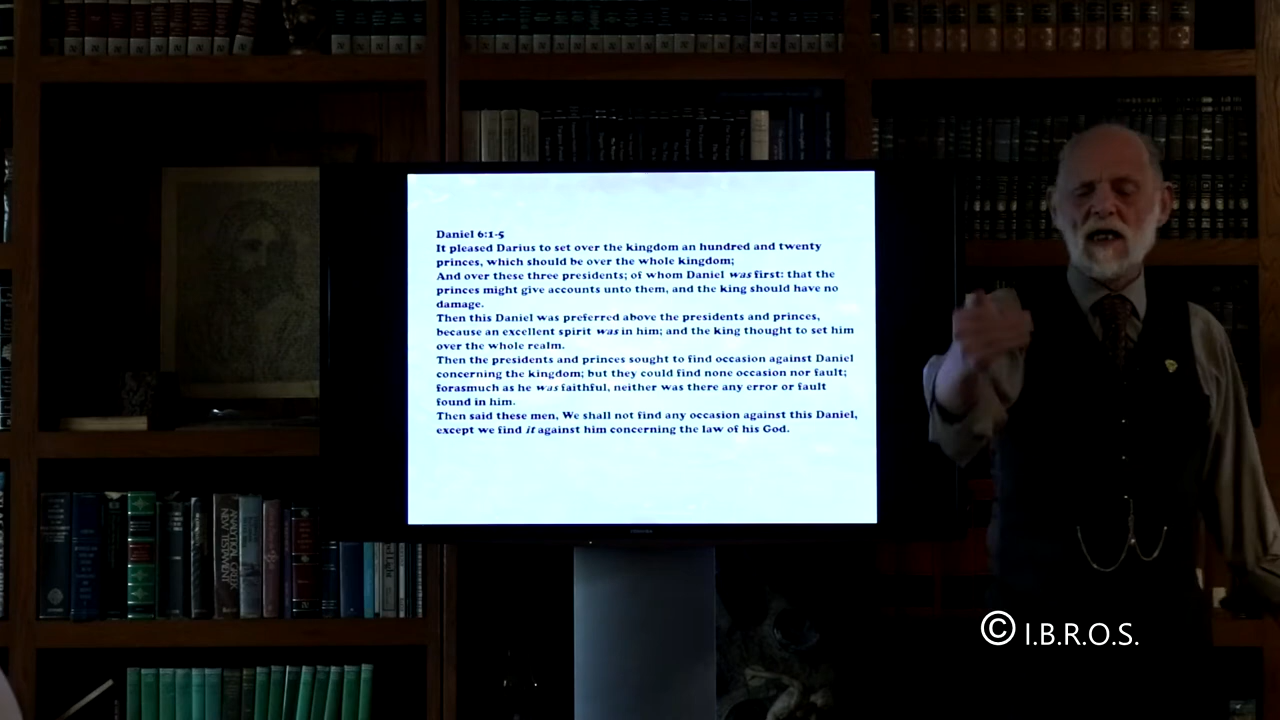 Daniel 6:1-5
It pleased Darius to set over the kingdom an hundred and twenty
princes, which should be over the whole kingdom;
And over these three presidents; of whom Daniel was first: that the
princes might give accounts unto them, and the king should have no
damage.
Then this Daniel was preferred above the presidents and princes,
because an excellent spirit was in him; and the king thought to set him
over the whole realm.
Then the presidents and princes sought to find occasion against Daniel
concerning the kingdom; but they could find none occasion nor fault;
forasmuch as he was faithful, neither was there any error or fault
found in him.
Then said these men, We shall not find any occasion against this Daniel,
except we find it against him concerning the law of his God.
NEW TESTAMENT
© I.B.R.O.S.